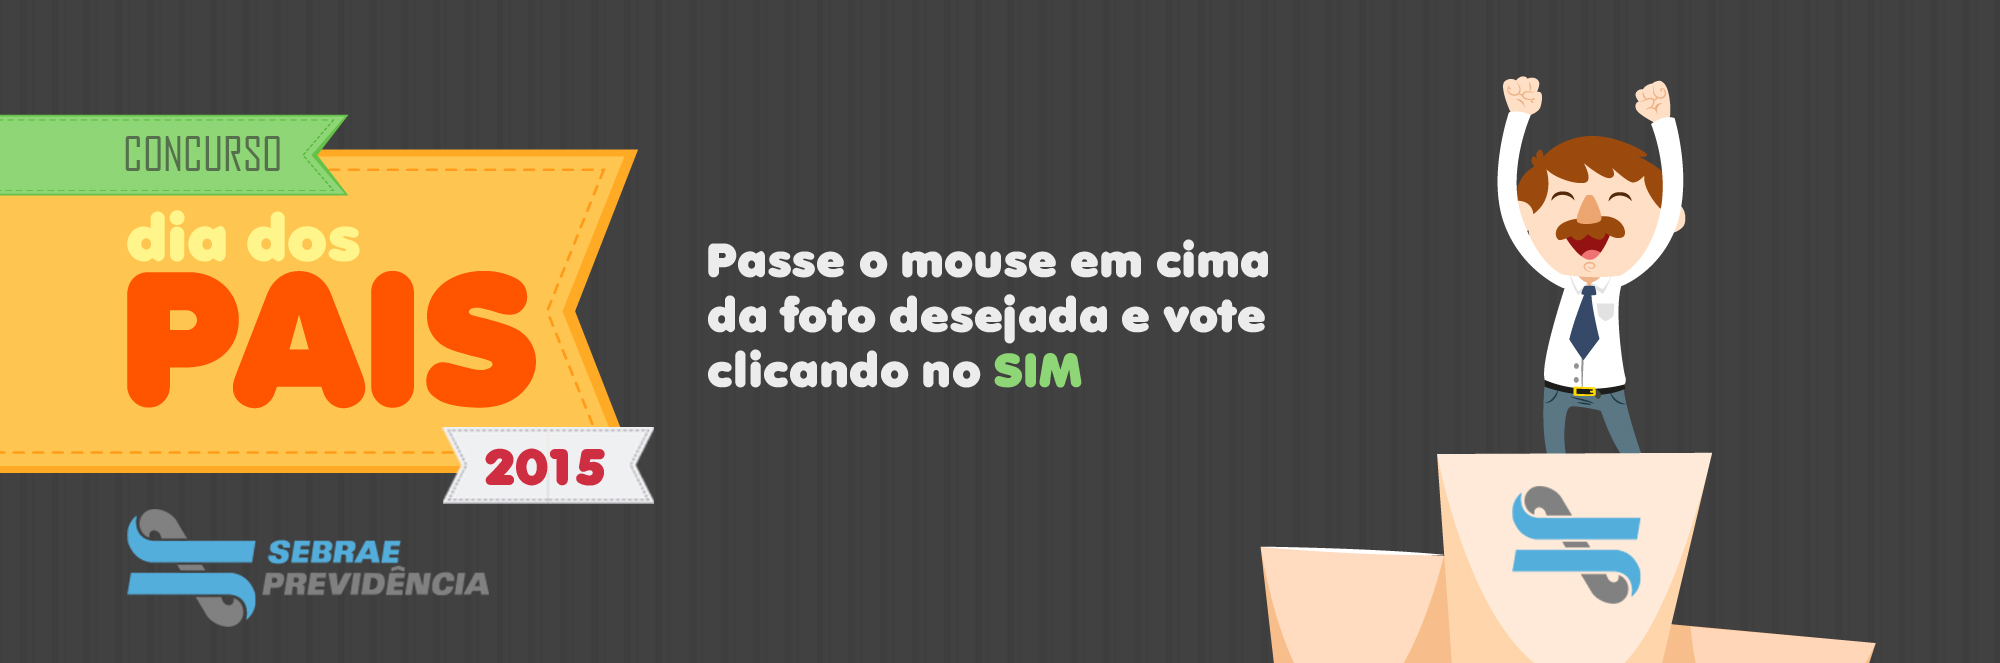 CONCURSO
dia dos
PAIS
2015
SEBRAE
PREVIDÊNCIA
Passe o mouse em cima
da foto desejada e vote
clicando no SIM